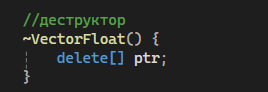 //деструктор
~VectorFloat() {
    delete[] ptr;
}